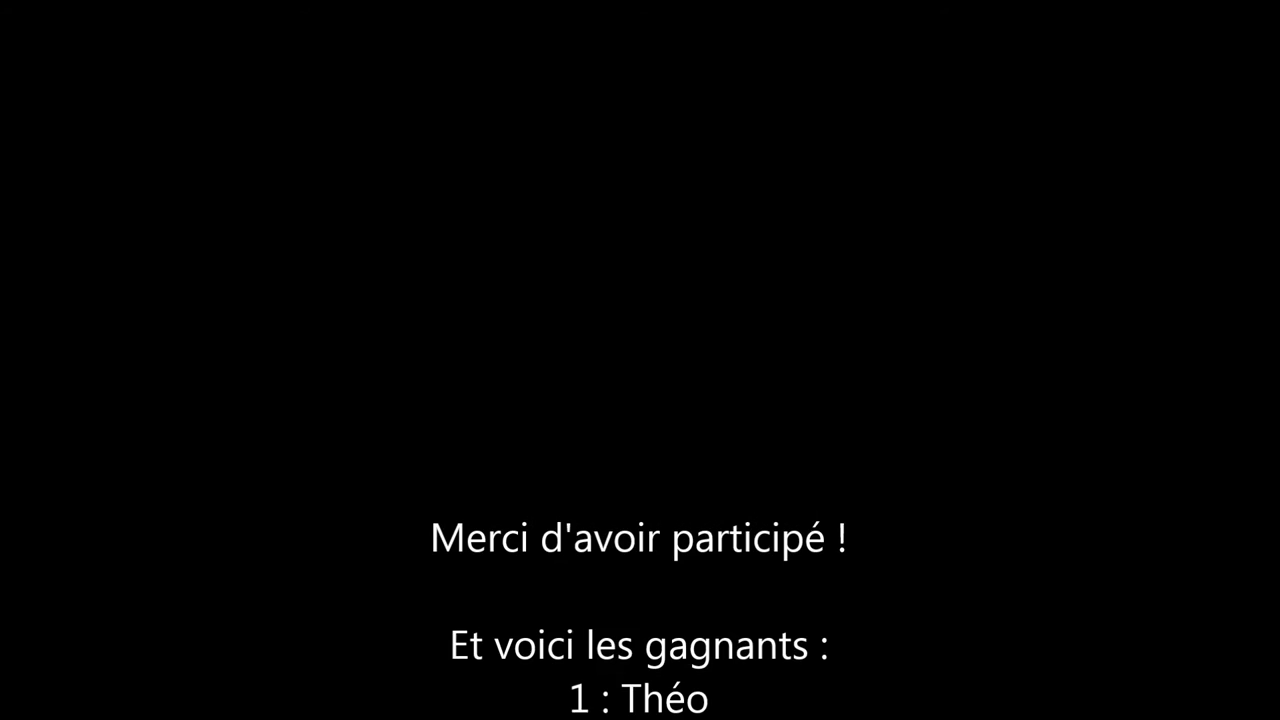 Merci d'avoir participé !
Et voici les gagnants :
1 : Théo